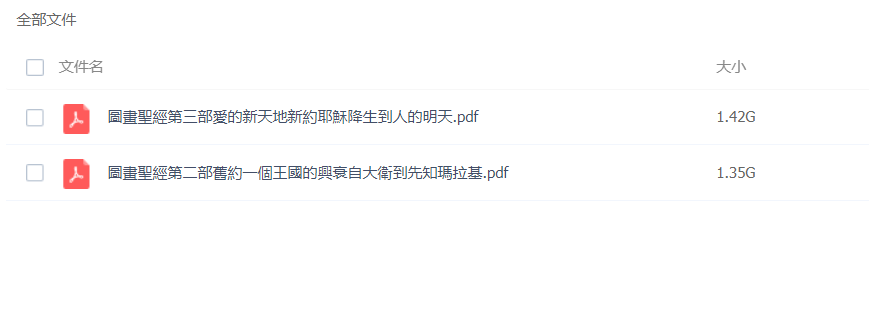 全部文件
文件名 大小
圖畫聖經第三部愛的新天地新約耶穌降生到人的明天.pdf 1.42G
圖畫聖經第二部舊約一個王國的興衰自大衛到先知瑪拉基.pdf 1.35G